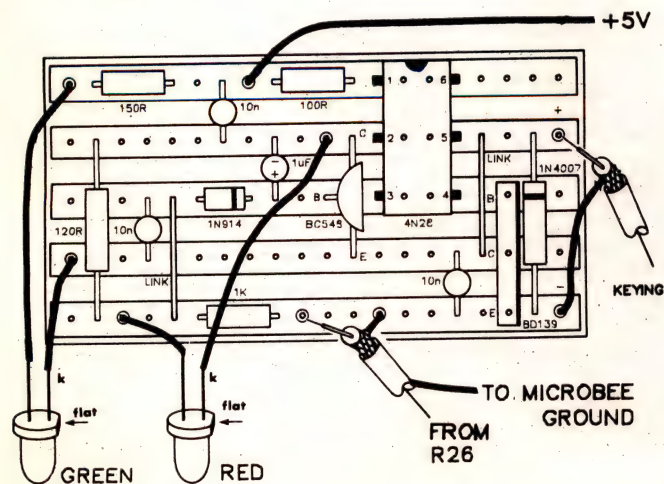 +5V
150R
10n
100R
1
6
+
C
2
5
- +
1uF
LINK
1N4007
B
3
4
B
120R
10n
1N914
BC548
4N28
KEYING
E
C
LINK
10n
1K
-
E
BD139
k
k
flat
flat
TO MICROBEE
GROUND
FROM
R26
GREEN
RED